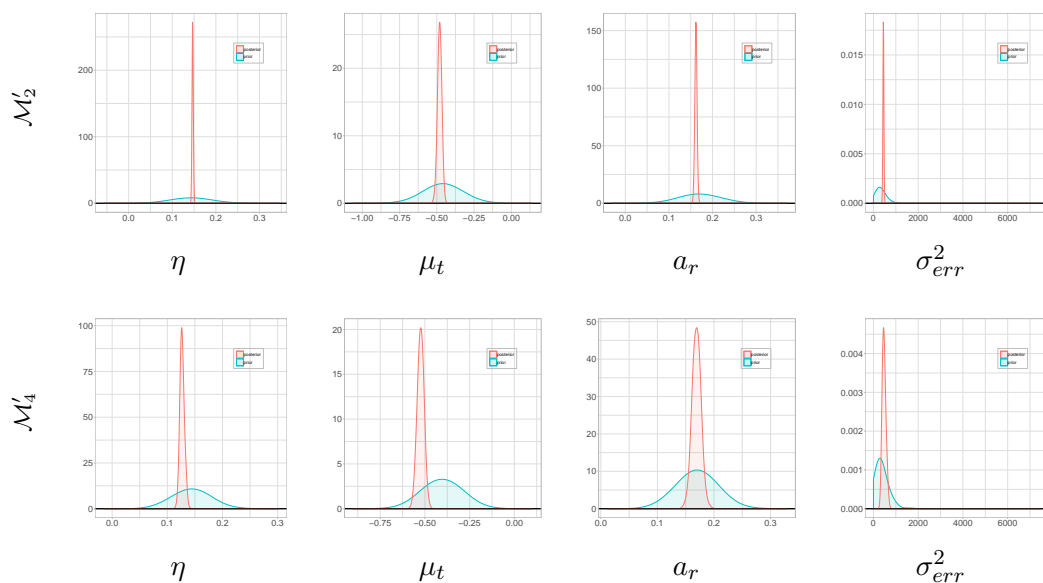 posterior
prior
0
100
200
0.0
0.1
0.2
0.3
η
posterior
prior
0
10
20
−1.00
−0.75
−0.50
−0.25
0.00
μ_t
posterior
prior
0
50
100
150
0.0
0.1
0.2
0.3
a_r
posterior
prior
0.000
0.005
0.010
0.015
0
2000
4000
6000
σ²_err
ℳ′₂
posterior
prior
0
25
50
75
100
0.0
0.1
0.2
0.3
η
posterior
prior
0
5
10
15
20
−0.75
−0.50
−0.25
0.00
μ_t
posterior
prior
0
10
20
30
40
50
0.0
0.1
0.2
0.3
a_r
posterior
prior
0.000
0.001
0.002
0.003
0.004
0
2000
4000
6000
σ²_err
ℳ′₄